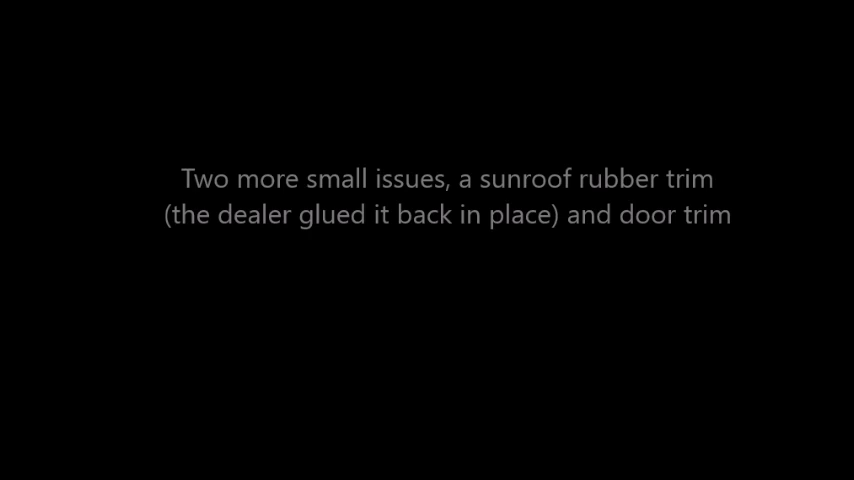 Two more small issues, a sunroof rubber trim
(the dealer glued it back in place) and door trim